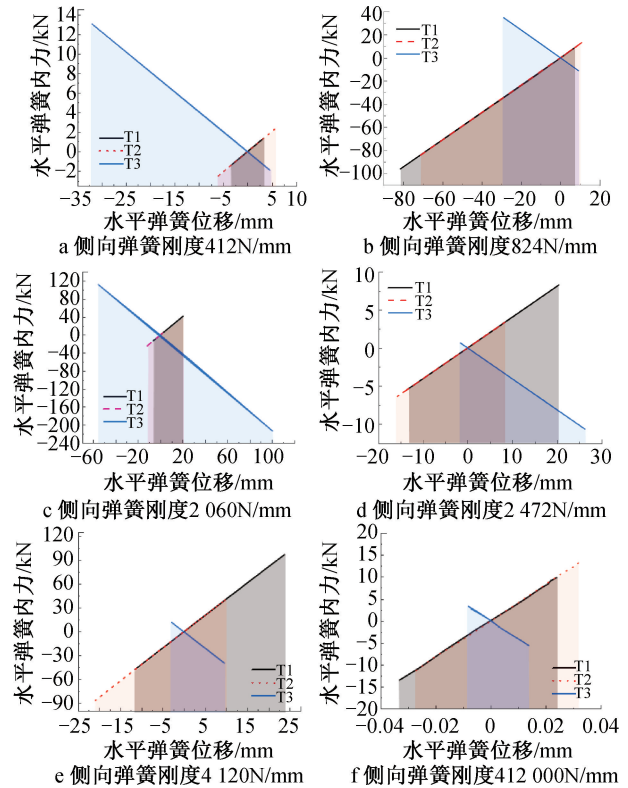 水平弹簧内力/kN
14
12
10
8
6
4
2
0
−2
T1
T2
T3
−35
−25
−15
−5
5
10
水平弹簧位移/mm
a 侧向弹簧刚度412N/mm
水平弹簧内力/kN
40
20
0
−20
−40
−60
−80
−100
T1
T2
T3
−80
−60
−40
−20
0
20
水平弹簧位移/mm
b 侧向弹簧刚度824N/mm
水平弹簧内力/kN
120
80
40
0
−40
−80
−120
−160
−200
−240
T1
T2
T3
−60
−20
20
60
100
水平弹簧位移/mm
c 侧向弹簧刚度2 060N/mm
水平弹簧内力/kN
10
5
0
−5
−10
T1
T2
T3
−20
−10
0
10
20
30
水平弹簧位移/mm
d 侧向弹簧刚度2 472N/mm
水平弹簧内力/kN
120
90
60
30
0
−30
−60
−90
T1
T2
T3
−25
−15
−5
5
15
25
水平弹簧位移/mm
e 侧向弹簧刚度4 120N/mm
水平弹簧内力/kN
20
15
10
5
0
−5
−10
−15
−20
T1
T2
T3
−0.04
−0.02
0
0.02
0.04
水平弹簧位移/mm
f 侧向弹簧刚度412 000N/mm